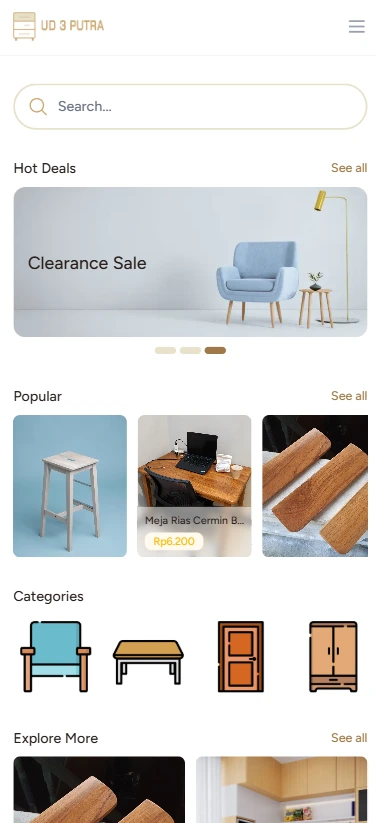 UD 3 PUTRA
Search...
Hot Deals
See all
Clearance Sale
Popular
See all
Meja Rias Cermin B...
Rp6.200
Categories
Explore More
See all